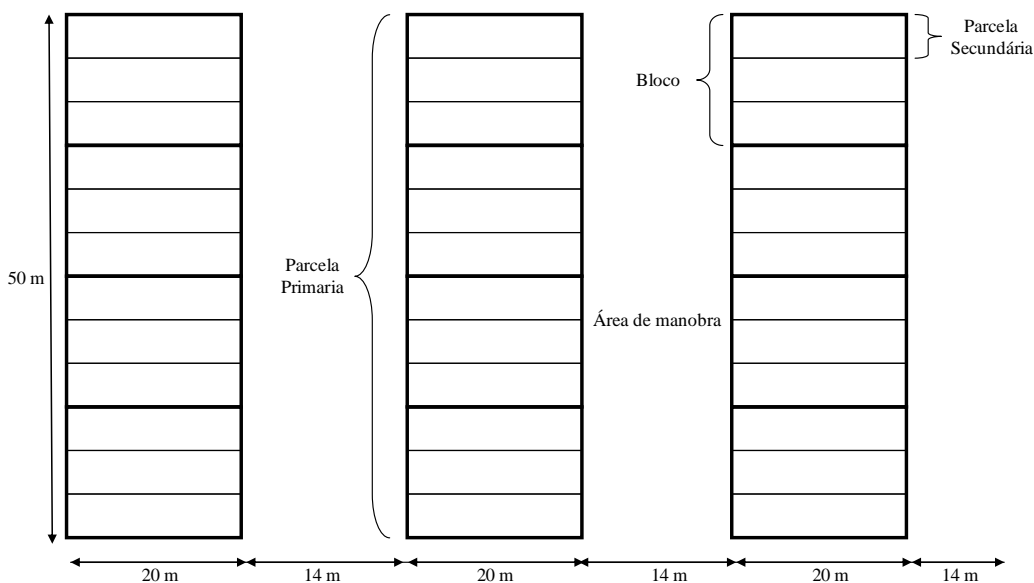 Parcela
Secundária
Bloco
50 m
Parcela
Primaria
Área de manobra
20 m
14 m
20 m
14 m
20 m
14 m